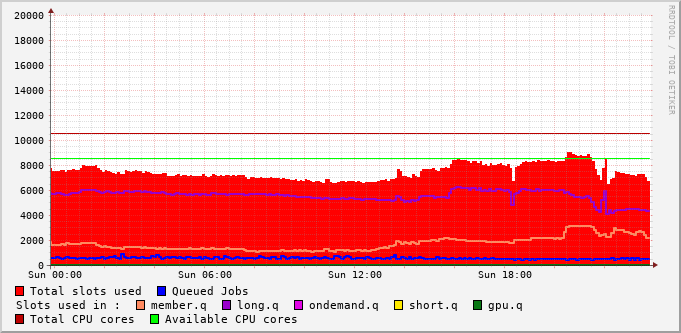 20000
18000
16000
14000
12000
10000
8000
6000
4000
2000
0
Sun 00:00 Sun 06:00 Sun 12:00 Sun 18:00
Total slots used Queued Jobs
Slots used in : member.q long.q ondemand.q short.q gpu.q
Total CPU cores Available CPU cores
RRDTOOL / TOBI OETIKER